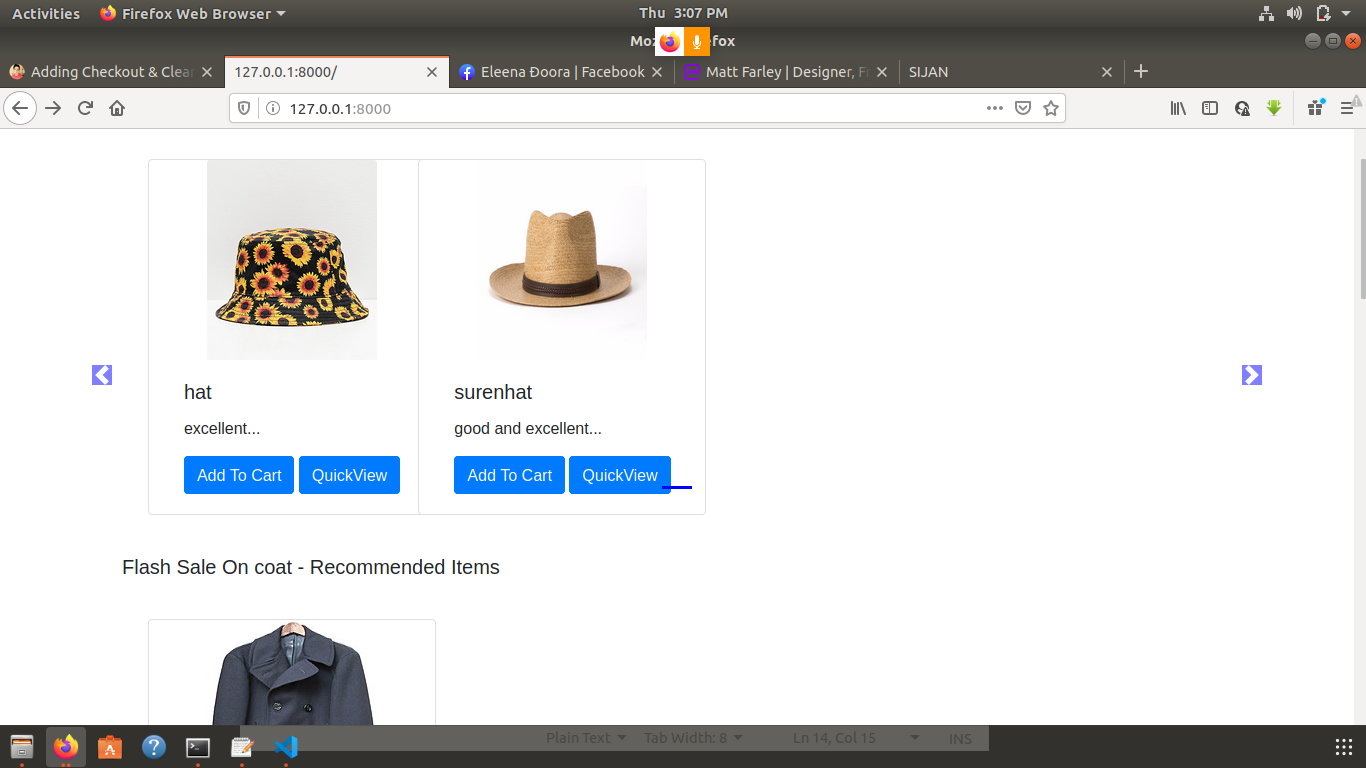 Activities Firefox Web Browser Thu 3:07 PM
Adding Checkout & Clear 127.0.0.1:8000/ Eleena Đoora | Facebook Matt Farley | Designer, Fr SIJAN
127.0.0.1:8000
hat surenhat
excellent... good and excellent...
Add To Cart QuickView Add To Cart QuickView
Flash Sale On coat - Recommended Items
Plain Text Tab Width: 8 Ln 14, Col 15 INS